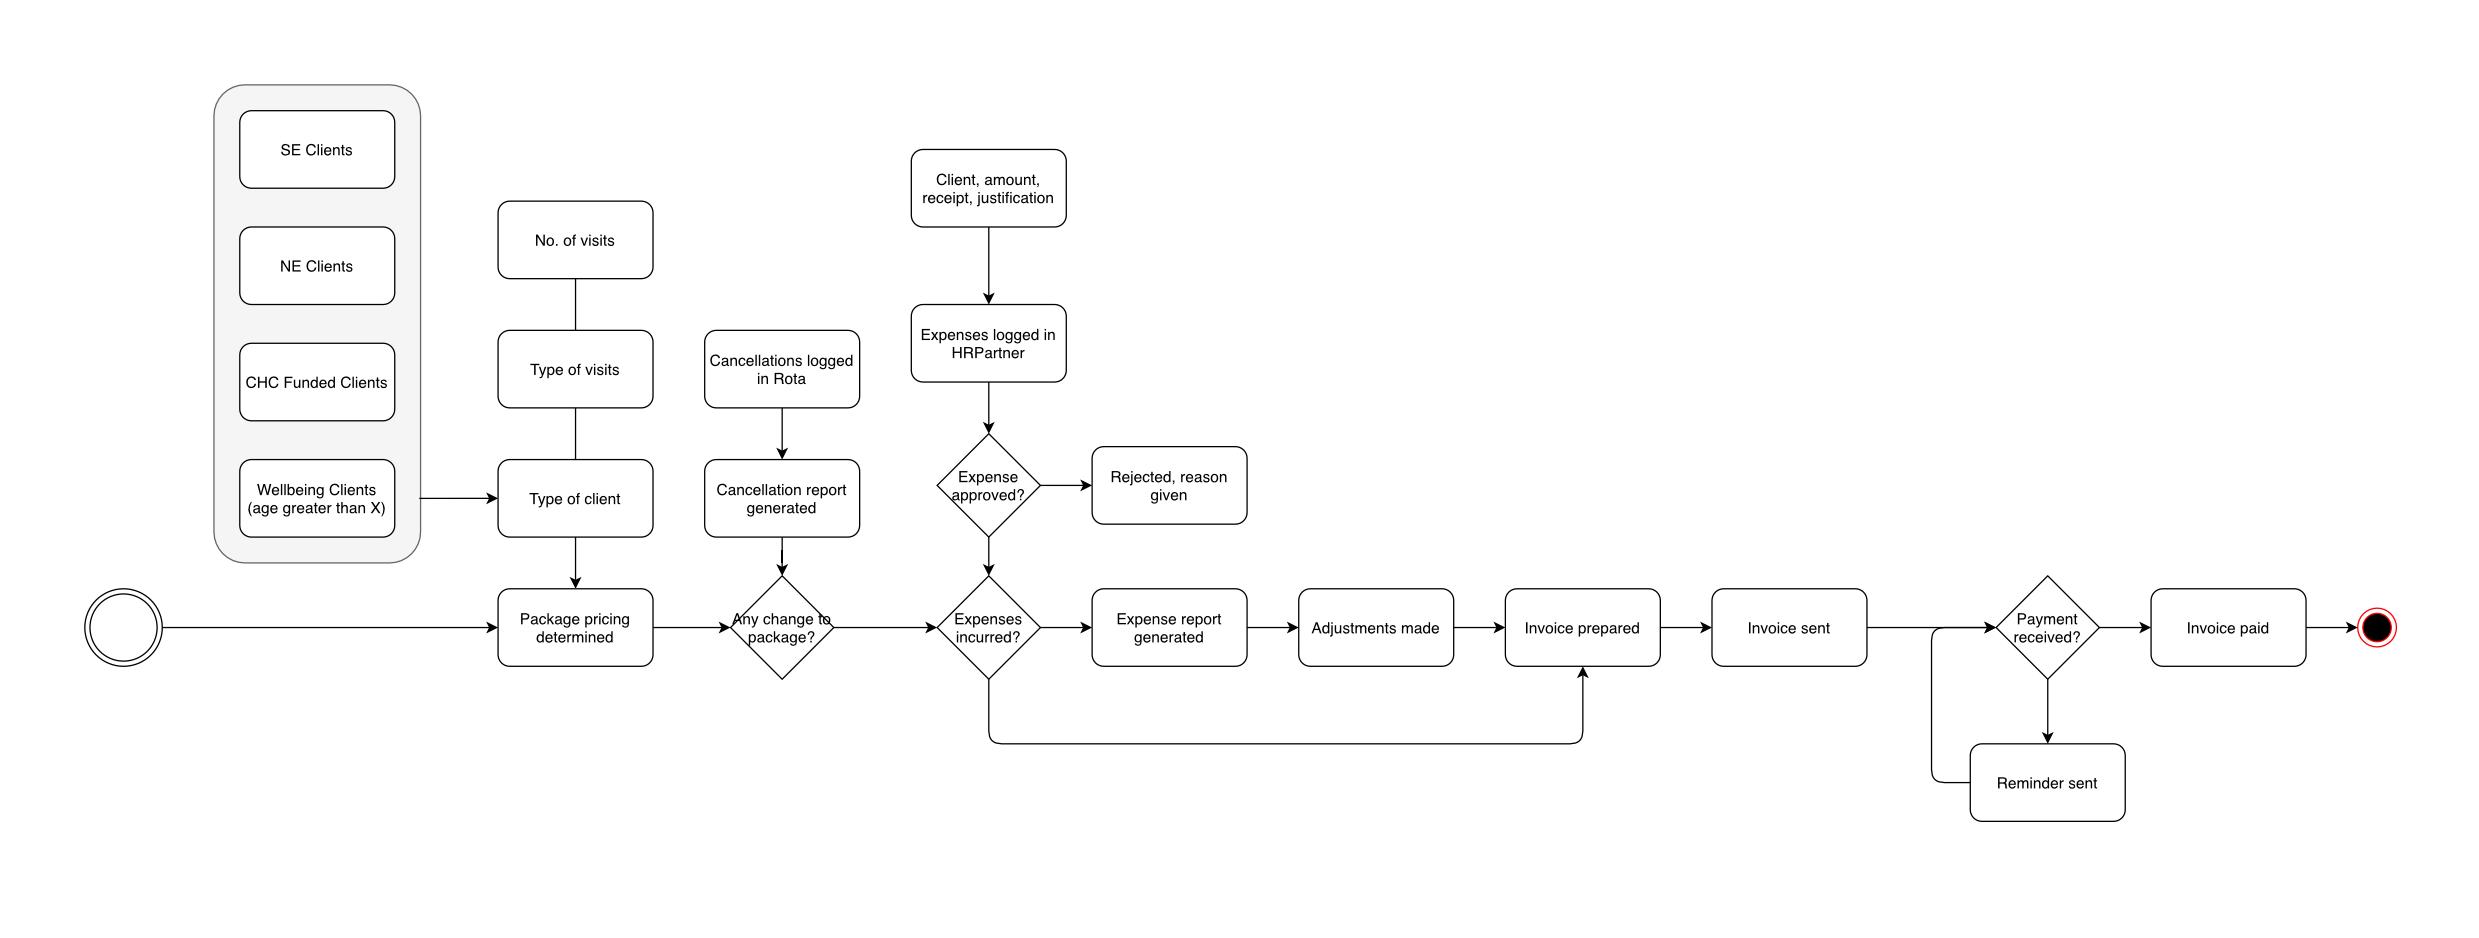 SE Clients
NE Clients
CHC Funded Clients
Wellbeing Clients
(age greater than X)
No. of visits
Type of visits
Type of client
Package pricing
determined
Cancellations logged
in Rota
Cancellation report
generated
Any change to
package?
Client, amount,
receipt, justification
Expenses logged in
HRPartner
Expense
approved?
Rejected, reason
given
Expenses
incurred?
Expense report
generated
Adjustments made
Invoice prepared
Invoice sent
Payment
received?
Reminder sent
Invoice paid